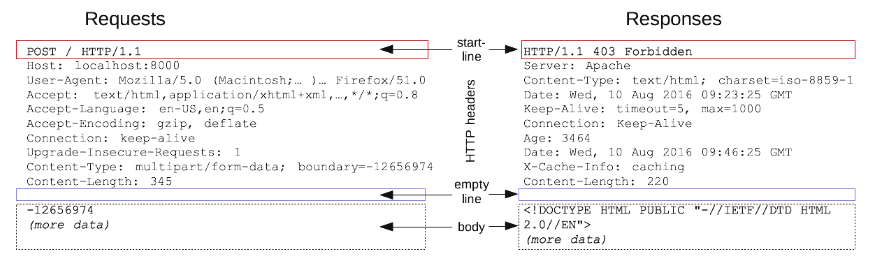 Requests
POST / HTTP/1.1
Host: localhost:8000
User-Agent: Mozilla/5.0 (Macintosh;… )… Firefox/51.0
Accept: text/html,application/xhtml+xml,…,*/*;q=0.8
Accept-Language: en-US,en;q=0.5
Accept-Encoding: gzip, deflate
Connection: keep-alive
Upgrade-Insecure-Requests: 1
Content-Type: multipart/form-data; boundary=-12656974
Content-Length: 345
-12656974
(more data)
start-
line
HTTP headers
empty
line
body
Responses
HTTP/1.1 403 Forbidden
Server: Apache
Content-Type: text/html; charset=iso-8859-1
Date: Wed, 10 Aug 2016 09:23:25 GMT
Keep-Alive: timeout=5, max=1000
Connection: Keep-Alive
Age: 3464
Date: Wed, 10 Aug 2016 09:46:25 GMT
X-Cache-Info: caching
Content-Length: 220
<!DOCTYPE HTML PUBLIC "-//IETF//DTD HTML
2.0//EN">
(more data)